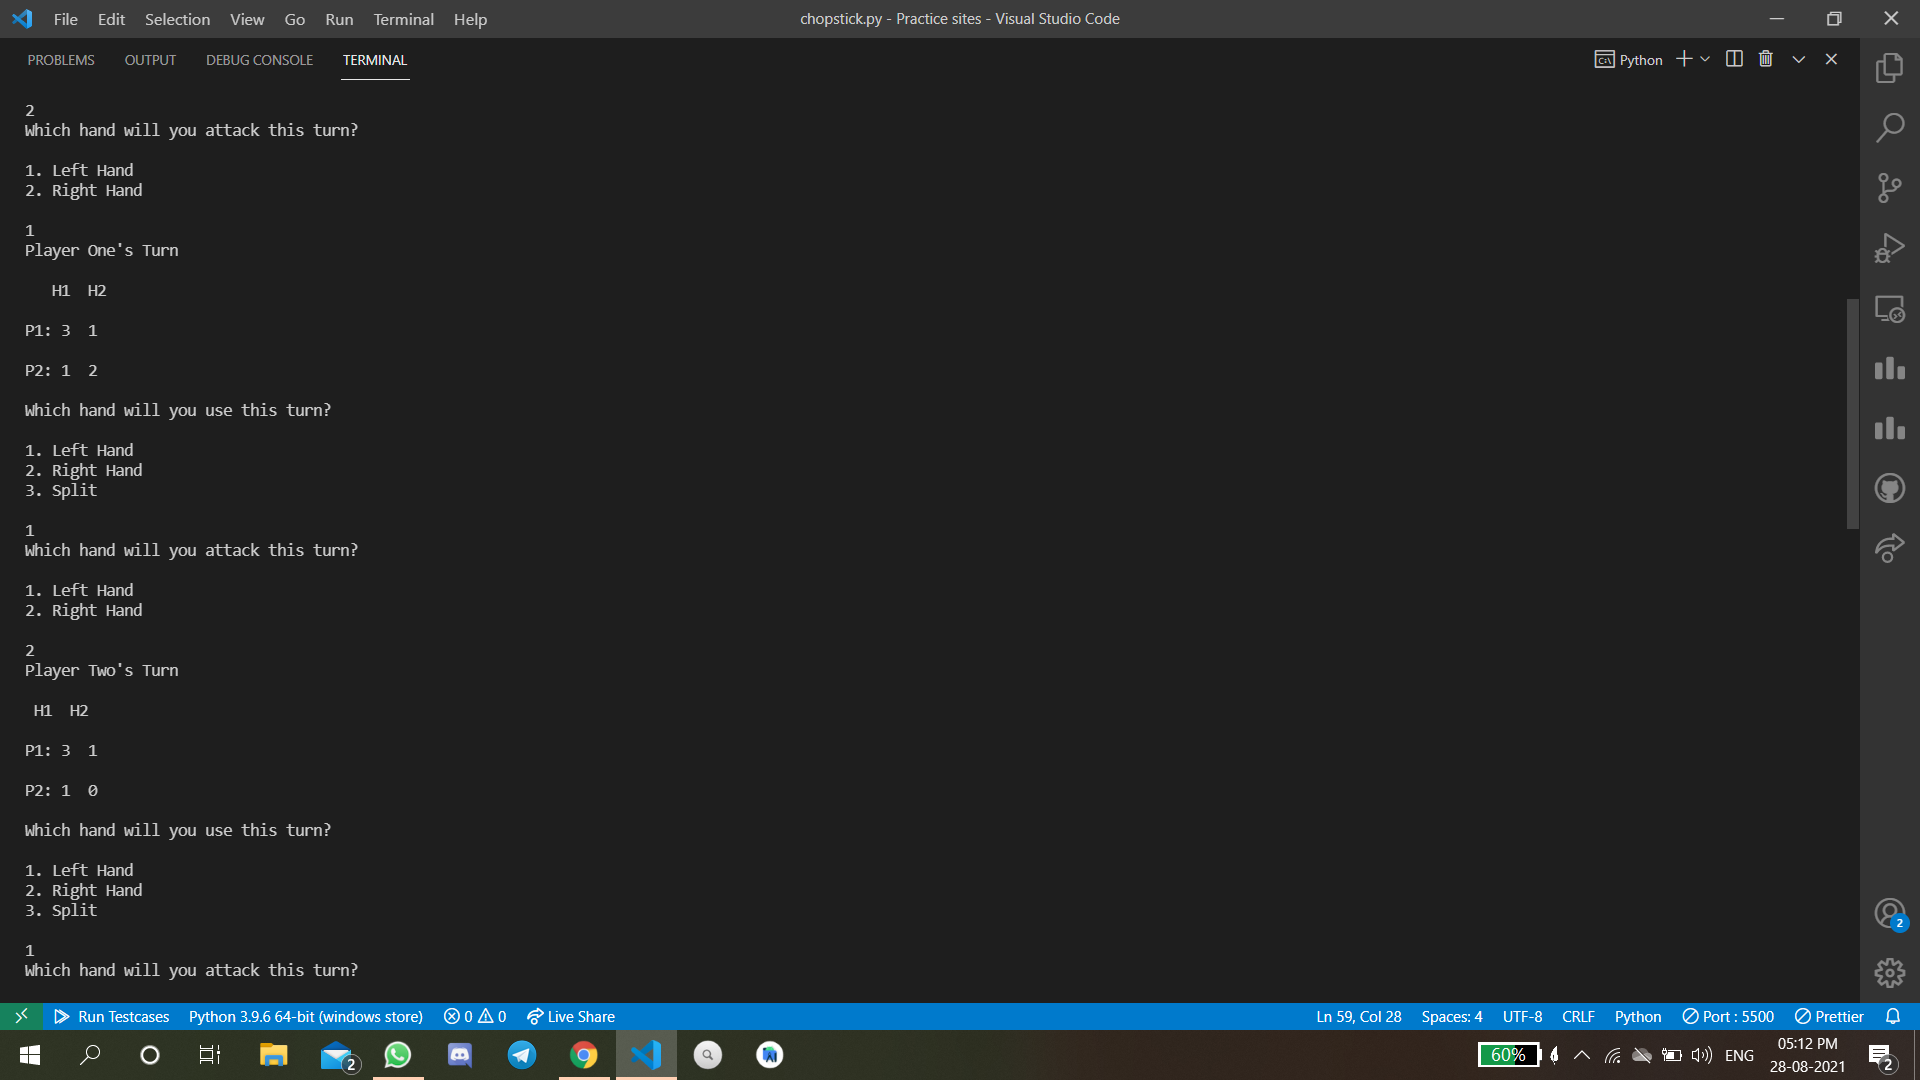 File Edit Selection View Go Run Terminal Help
chopstick.py - Practice sites - Visual Studio Code
PROBLEMS OUTPUT DEBUG CONSOLE TERMINAL
Python
2
Which hand will you attack this turn?
1. Left Hand
2. Right Hand
1
Player One's Turn
H1 H2
P1: 3 1
P2: 1 2
Which hand will you use this turn?
1. Left Hand
2. Right Hand
3. Split
1
Which hand will you attack this turn?
1. Left Hand
2. Right Hand
2
Player Two's Turn
H1 H2
P1: 3 1
P2: 1 0
Which hand will you use this turn?
1. Left Hand
2. Right Hand
3. Split
1
Which hand will you attack this turn?
2
Run Testcases Python 3.9.6 64-bit (windows store) 0 0 Live Share
Ln 59, Col 28 Spaces: 4 UTF-8 CRLF Python Port : 5500 Prettier
2
60% ENG
05:12 PM
28-08-2021
2